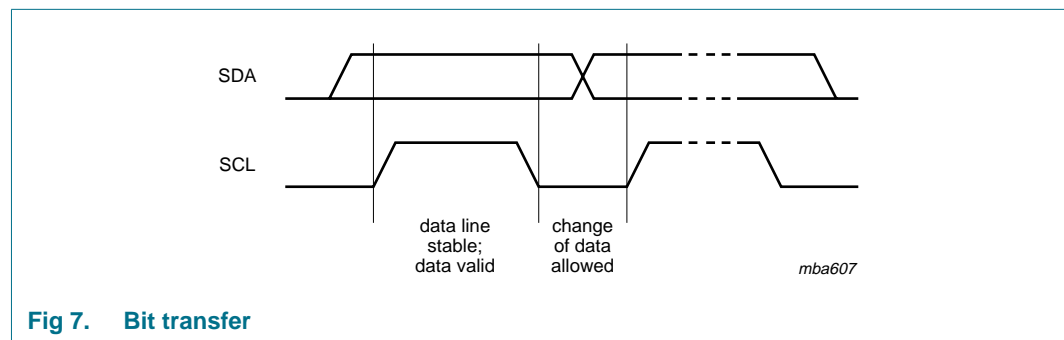 SDA
SCL
data line
stable;
data valid
change
of data
allowed
mba607
Fig 7. Bit transfer